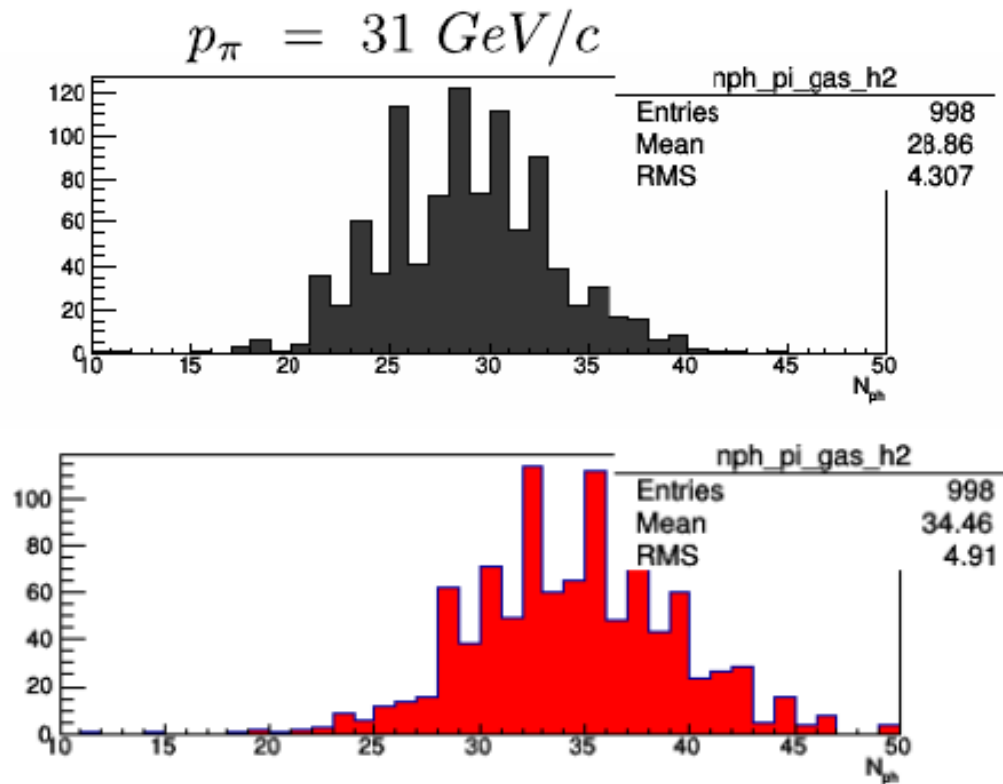 p_π = 31 GeV/c
nph_pi_gas_h2
Entries 998
Mean 28.86
RMS 4.307
120
100
80
60
40
20
0
10 15 20 25 30 35 40 45 50
N_ph
nph_pi_gas_h2
Entries 998
Mean 34.46
RMS 4.91
100
80
60
40
20
0
10 15 20 25 30 35 40 45 50
N_ph